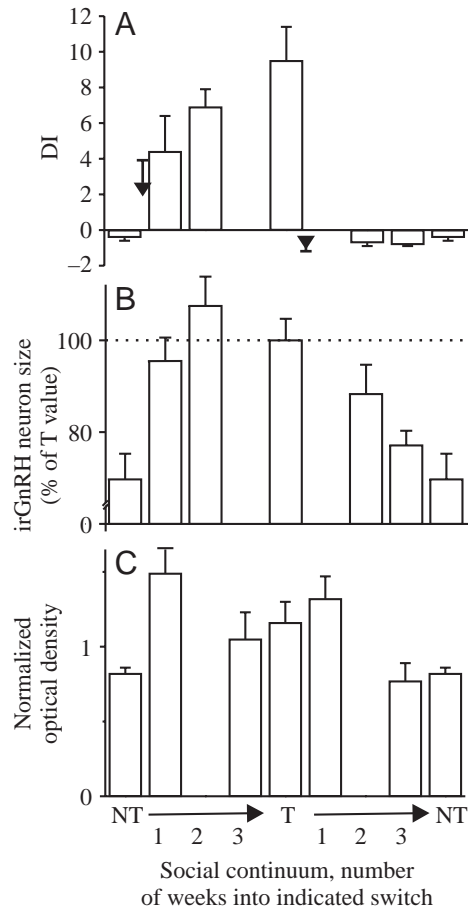 A
12
10
8
6
4
2
0
−2
DI
B
100
80
0
irGnRH neuron size
(% of T value)
C
1
0
Normalized
optical density
NT T NT
1 2 3 1 2 3
Social continuum, number
of weeks into indicated switch